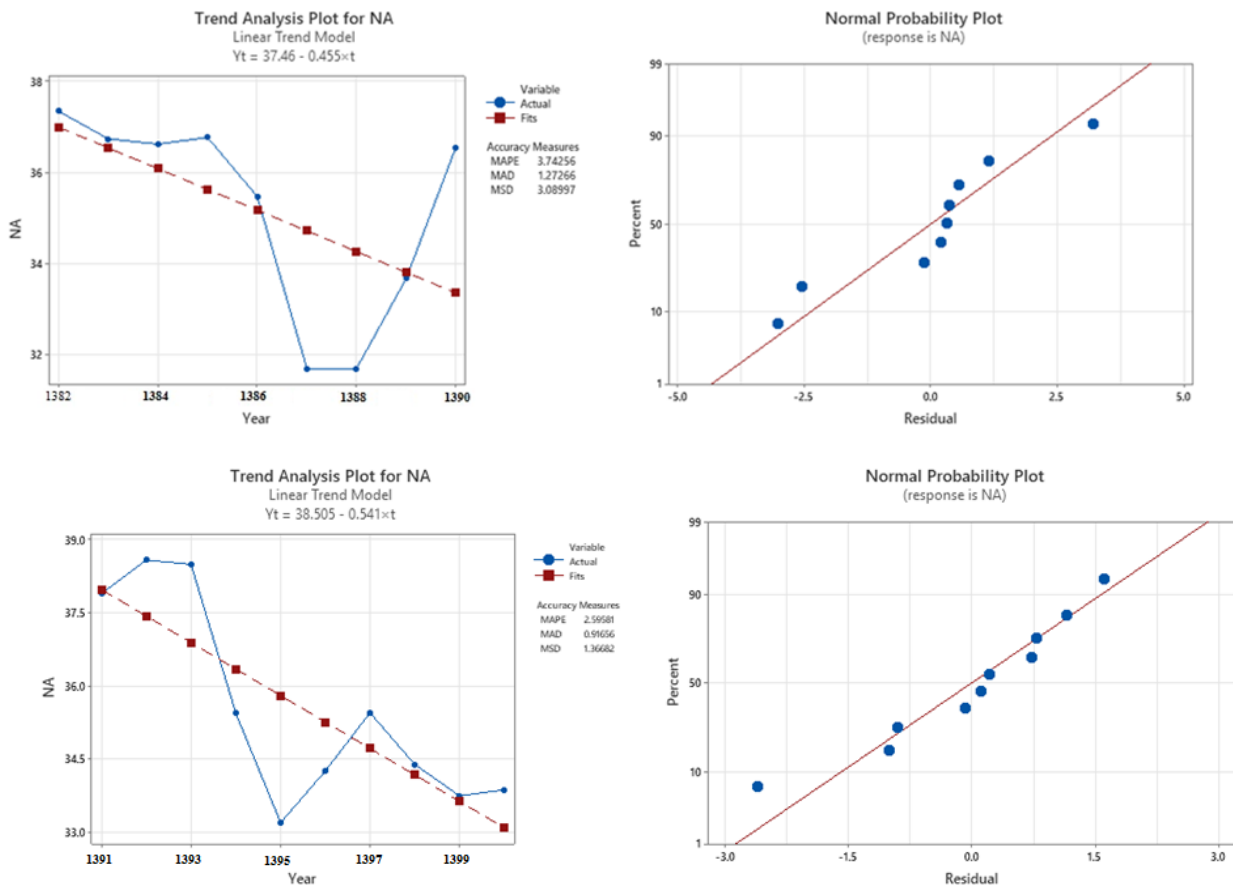 Trend Analysis Plot for NA
Linear Trend Model
Yt = 37.46 - 0.455×t
38
36
34
32
NA
1382 1384 1386 1388 1390
Year
Variable
Actual
Fits
Accuracy Measures
MAPE 3.74256
MAD 1.27266
MSD 3.08997
Normal Probability Plot
(response is NA)
99
90
50
10
1
Percent
-5.0 -2.5 0.0 2.5 5.0
Residual
Trend Analysis Plot for NA
Linear Trend Model
Yt = 38.505 - 0.541×t
39.0
37.5
36.0
34.5
33.0
NA
1391 1393 1395 1397 1399
Year
Variable
Actual
Fits
Accuracy Measures
MAPE 2.59581
MAD 0.91656
MSD 1.36682
Normal Probability Plot
(response is NA)
99
90
50
10
1
Percent
-3.0 -1.5 0.0 1.5 3.0
Residual